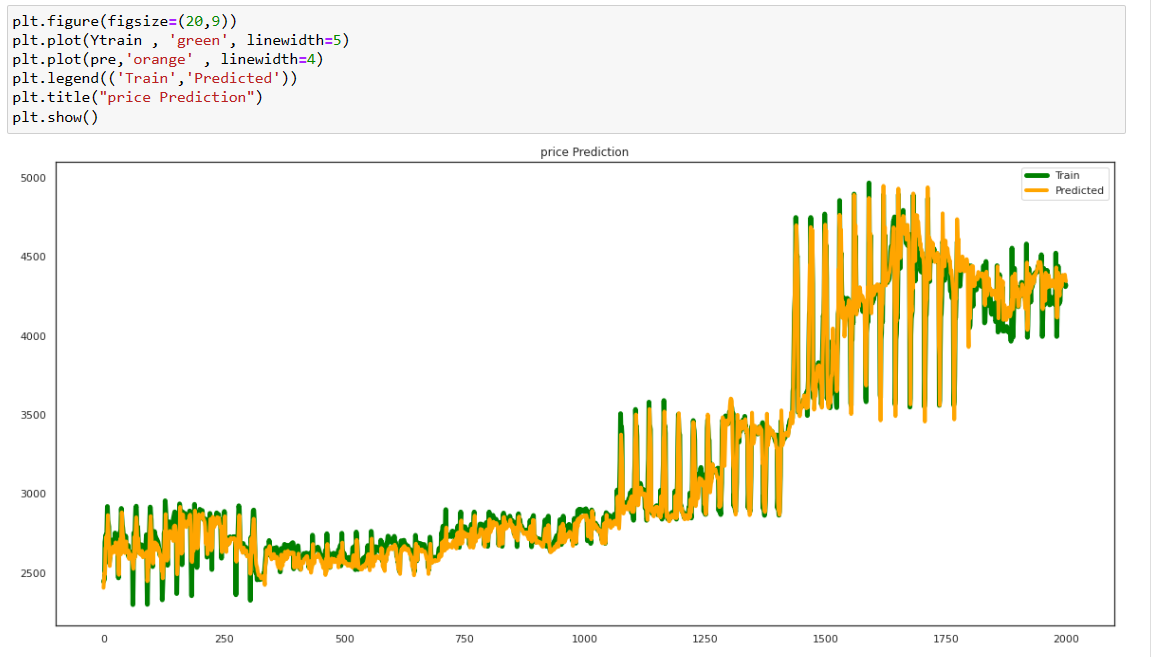 plt.figure(figsize=(20,9))
plt.plot(Ytrain , 'green', linewidth=5)
plt.plot(pre,'orange' , linewidth=4)
plt.legend(('Train','Predicted'))
plt.title("price Prediction")
plt.show()
price Prediction
Train
Predicted
5000
4500
4000
3500
3000
2500
0 250 500 750 1000 1250 1500 1750 2000